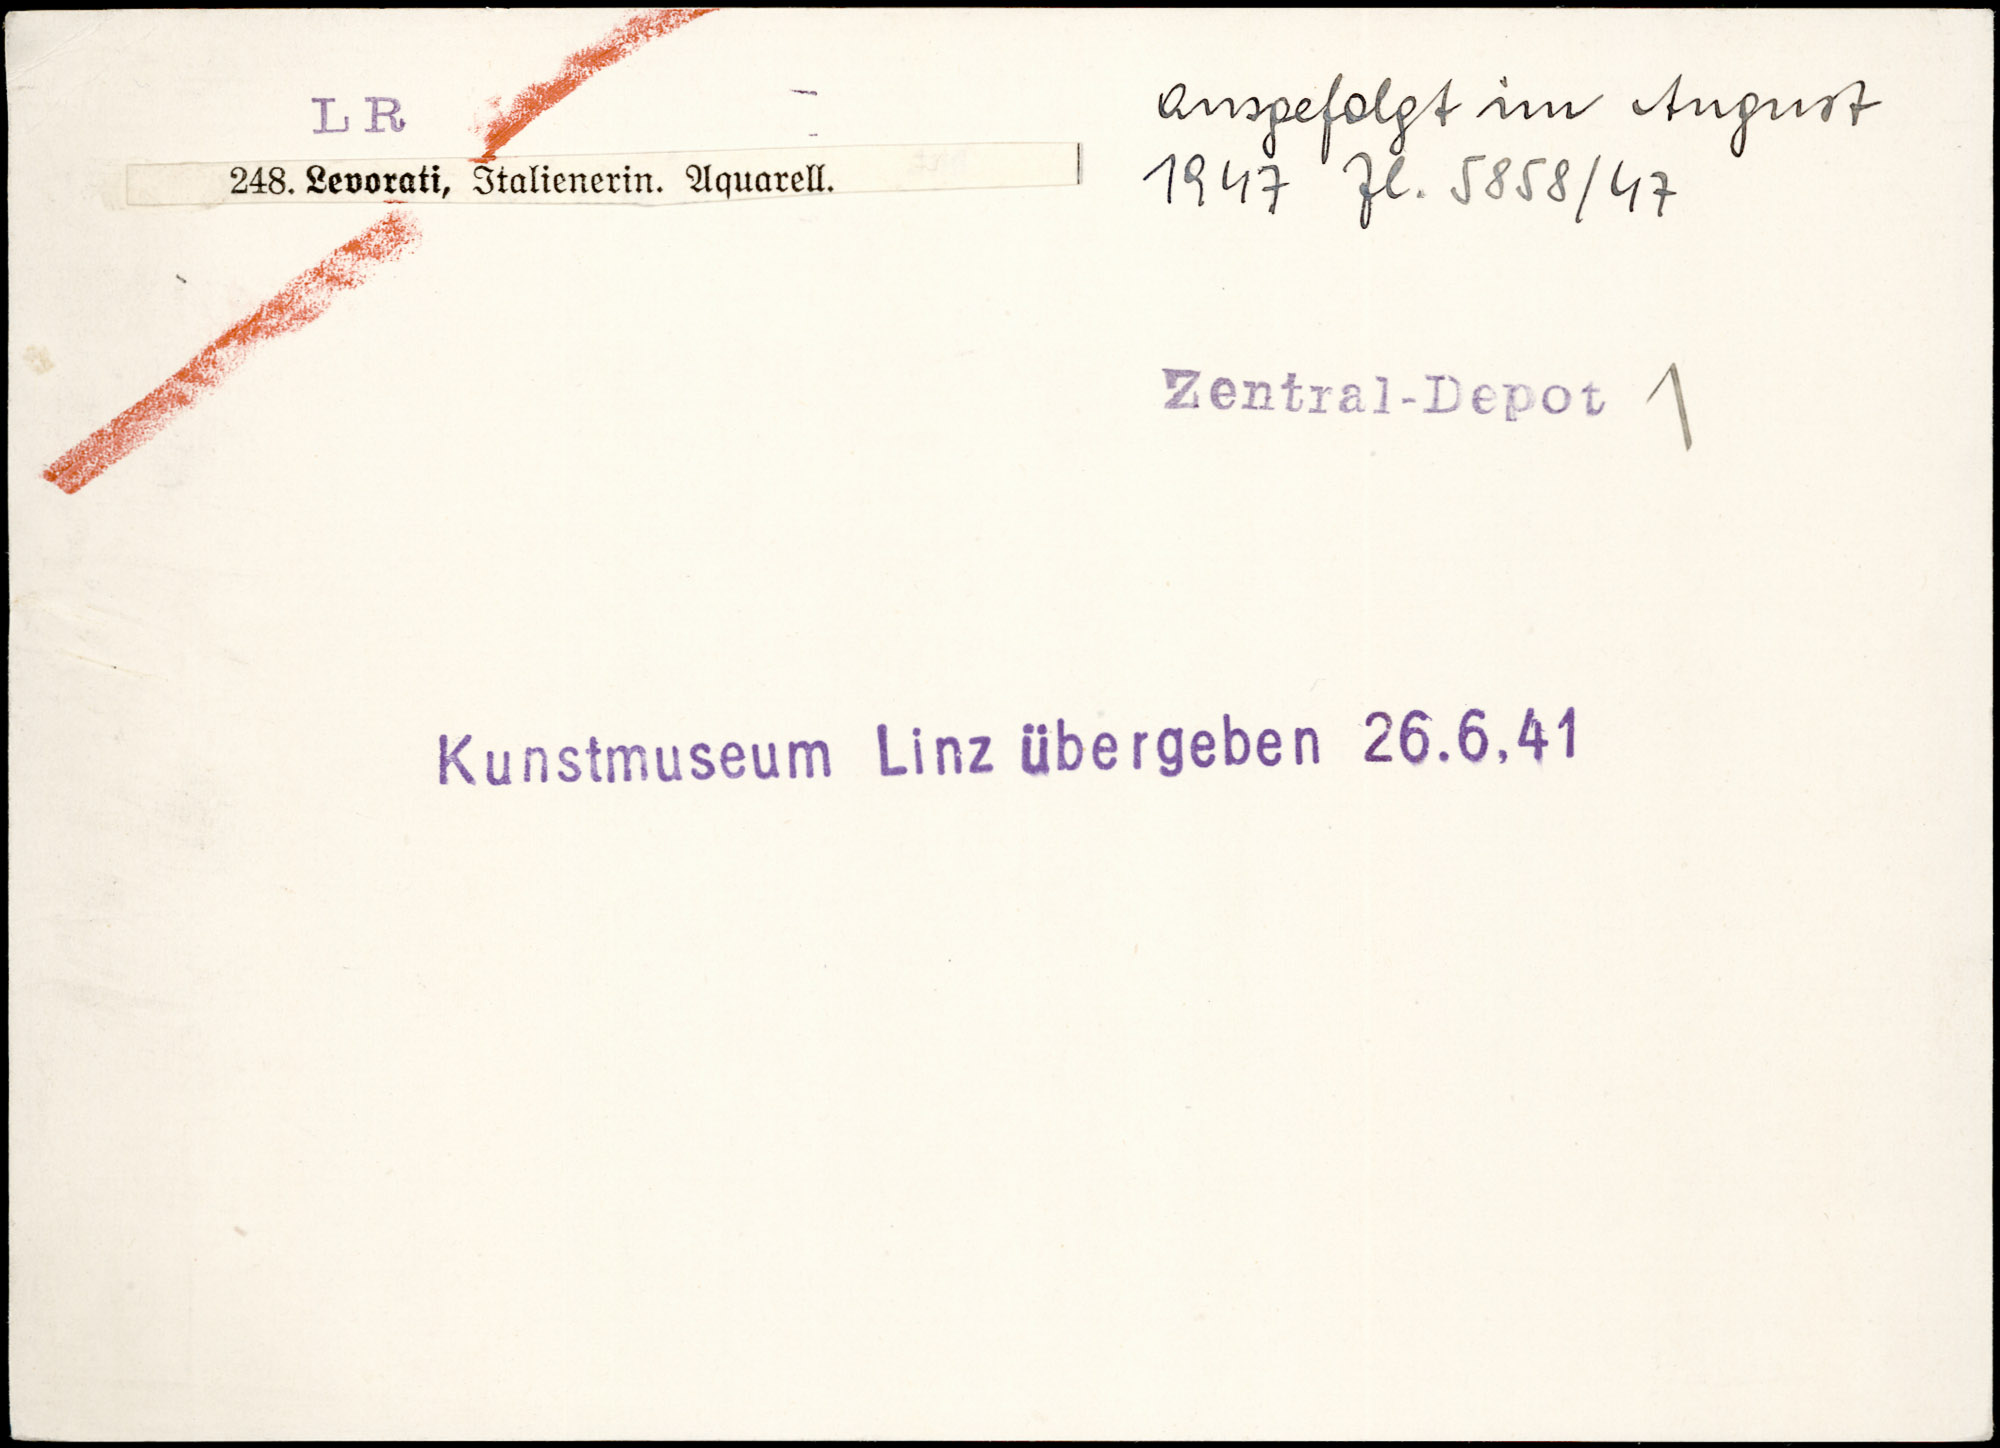 LR
248. Levorati, Italienerin. Aquarell.
ausgefolgt im August
1947 Zl. 5858/47
Zentral-Depot
Kunstmuseum Linz übergeben 26.6.41